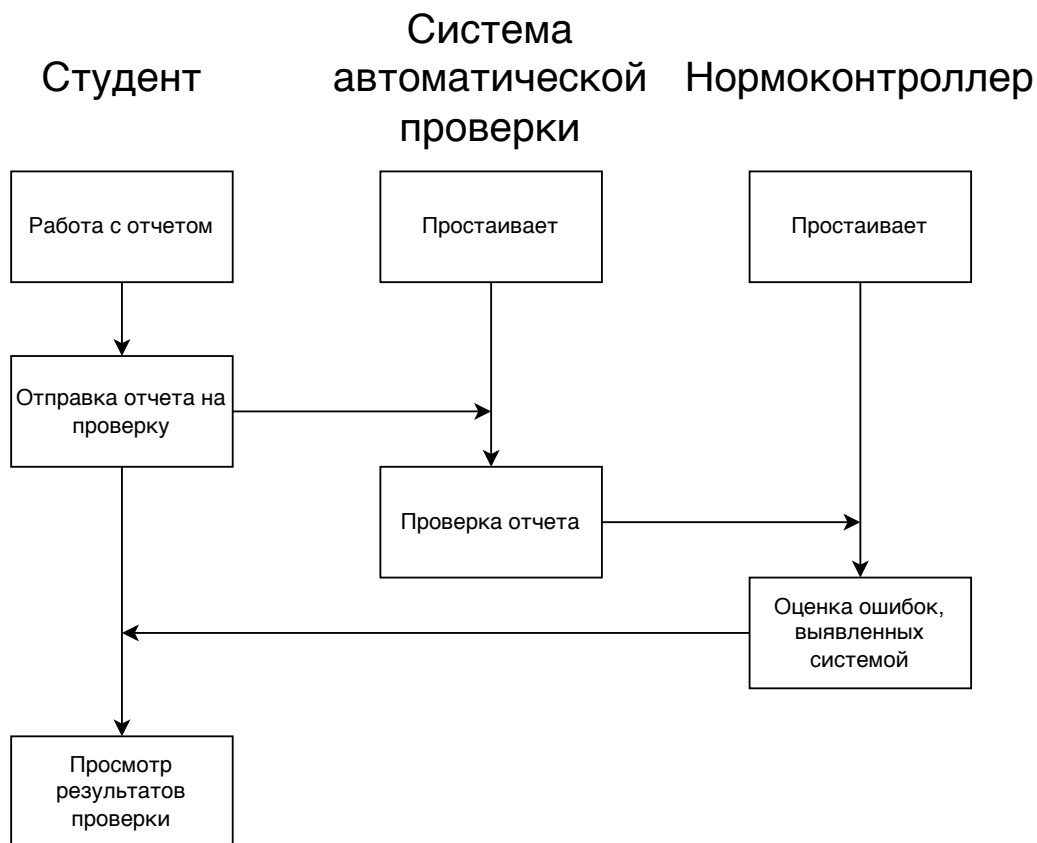 Студент
Система
автоматической
проверки
Нормоконтроллер
Работа с отчетом
Простаивает
Простаивает
Отправка отчета на
проверку
Проверка отчета
Оценка ошибок,
выявленных
системой
Просмотр
результатов
проверки